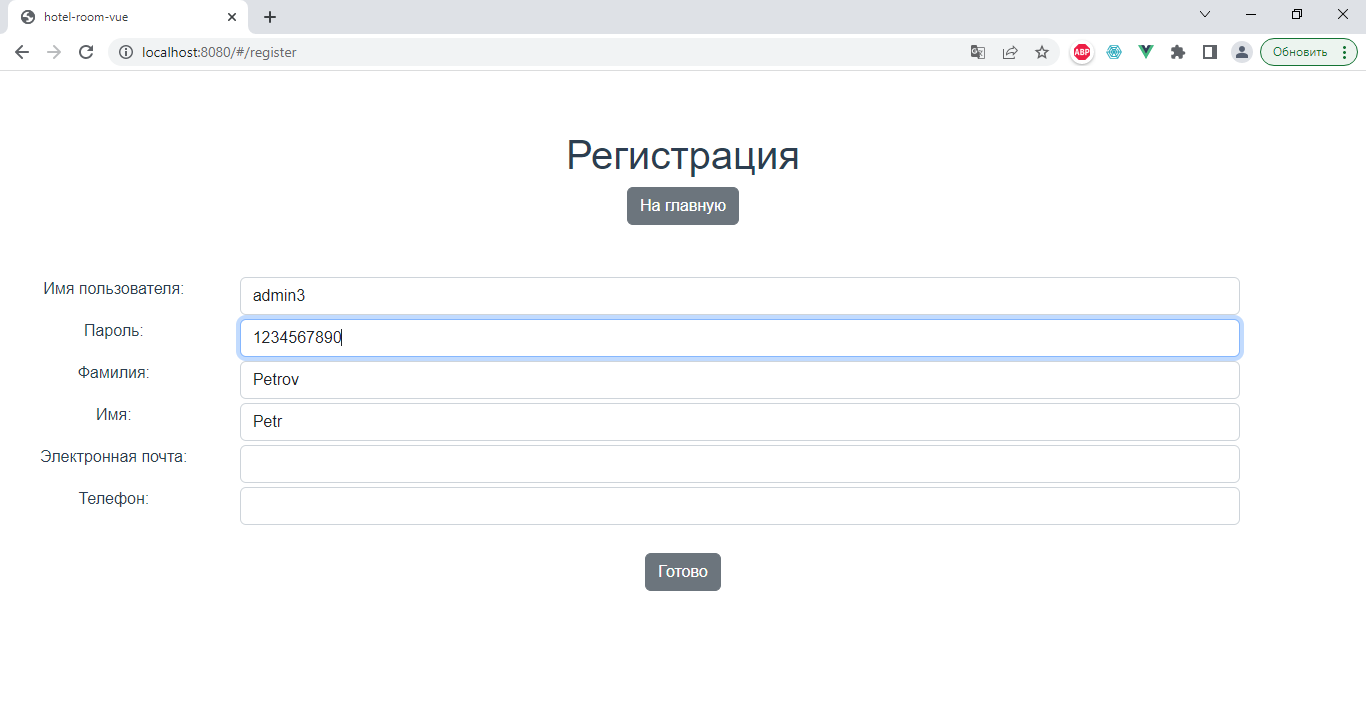 hotel-room-vue
localhost:8080/#/register
ABP
Обновить
Регистрация
На главную
Имя пользователя: admin3
Пароль: 1234567890
Фамилия: Petrov
Имя: Petr
Электронная почта:
Телефон:
Готово